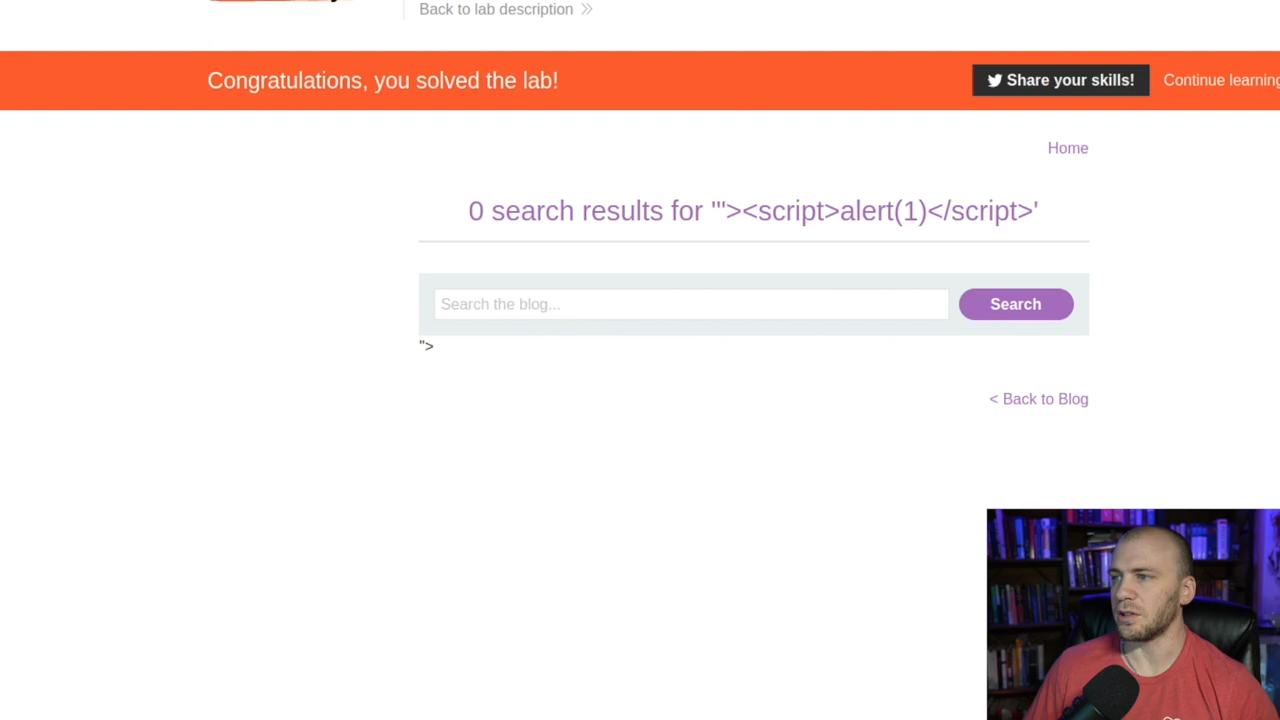 Back to lab description
Congratulations, you solved the lab!
Share your skills!
Continue learning
Home
0 search results for '"><script>alert(1)</script>'
Search the blog...
Search
">
< Back to Blog